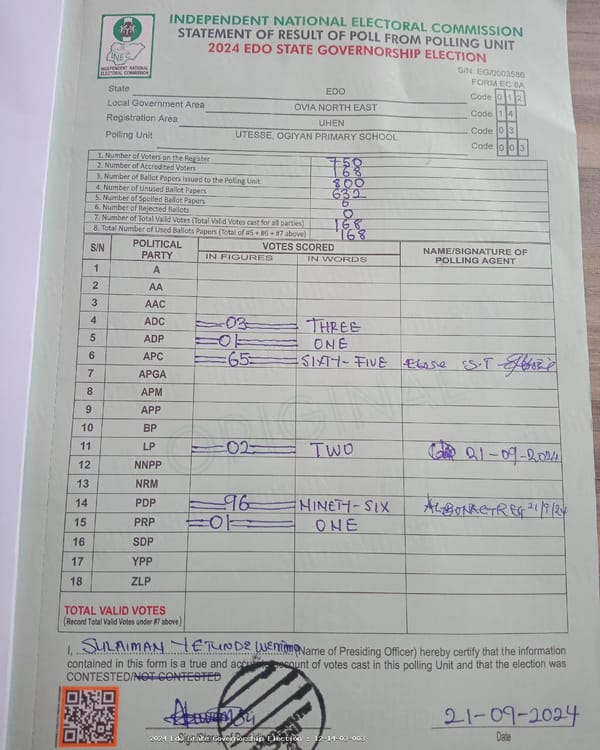 INDEPENDENT NATIONAL ELECTORAL COMMISSION
STATEMENT OF RESULT OF POLL FROM POLLING UNIT
2024 EDO STATE GOVERNORSHIP ELECTION
INEC
INDEPENDENT NATIONAL ELECTORAL COMMISSION
S/N: EG/0003586
FORM EC 8A
State EDO Code 0 1 2
Local Government Area OVIA NORTH EAST Code 1 4
Registration Area UHEN Code 0 3
Polling Unit UTESSE, OGIYAN PRIMARY SCHOOL Code 0 0 3
1. Number of Voters on the Register 750
2. Number of Accredited Voters 168
3. Number of Ballot Papers Issued to the Polling Unit 800
4. Number of Unused Ballot Papers 632
5. Number of Spoiled Ballot Papers 0
6. Number of Rejected Ballots 0
7. Number of Total Valid Votes (Total Valid Votes cast for all parties) 168
8. Total Number of Used Ballots Papers (Total of #5 + #6 + #7 above) 168
S/N POLITICAL PARTY VOTES SCORED NAME/SIGNATURE OF POLLING AGENT
IN FIGURES IN WORDS
1 A
2 AA
3 AAC
4 ADC 03 THREE
5 ADP 01 ONE
6 APC 65 SIXTY-FIVE S.T
7 APGA
8 APM
9 APP
10 BP
11 LP 02 TWO 21-09-2024
12 NNPP
13 NRM
14 PDP 96 NINETY-SIX 21/9/24
15 PRP 01 ONE
16 SDP
17 YPP
18 ZLP
ORIGINAL
TOTAL VALID VOTES
(Record Total Valid Votes under #7 above)
I, SULAIMAN YETUNDE (Name of Presiding Officer) hereby certify that the information
contained in this form is a true and account of votes cast in this polling Unit and that the election was
CONTESTED/NOT CONTESTED
21-09-2024
Date
2024 Edo State Governorship Election - 12-14-03-003